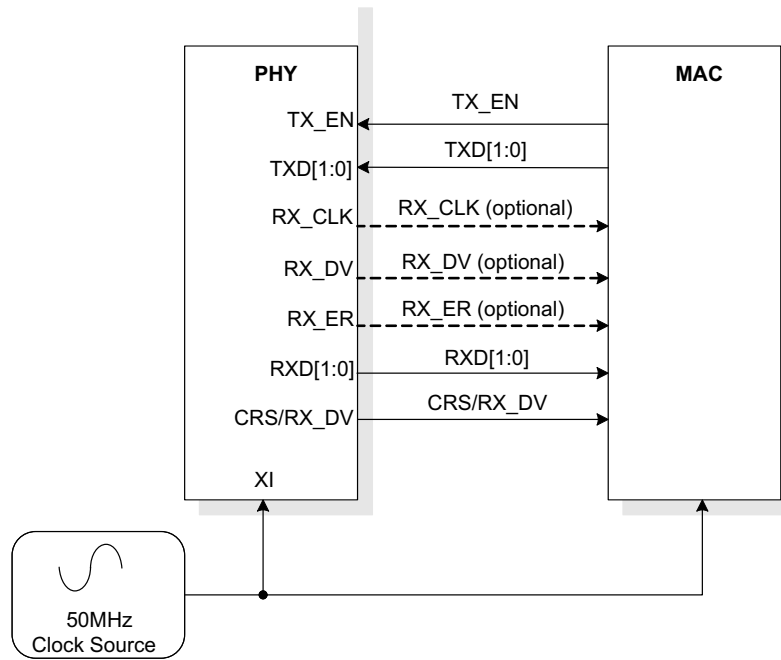 PHY
MAC
TX_EN
TX_EN
TXD[1:0]
TXD[1:0]
RX_CLK
RX_CLK (optional)
RX_DV
RX_DV (optional)
RX_ER
RX_ER (optional)
RXD[1:0]
RXD[1:0]
CRS/RX_DV
CRS/RX_DV
XI
50MHz
Clock Source